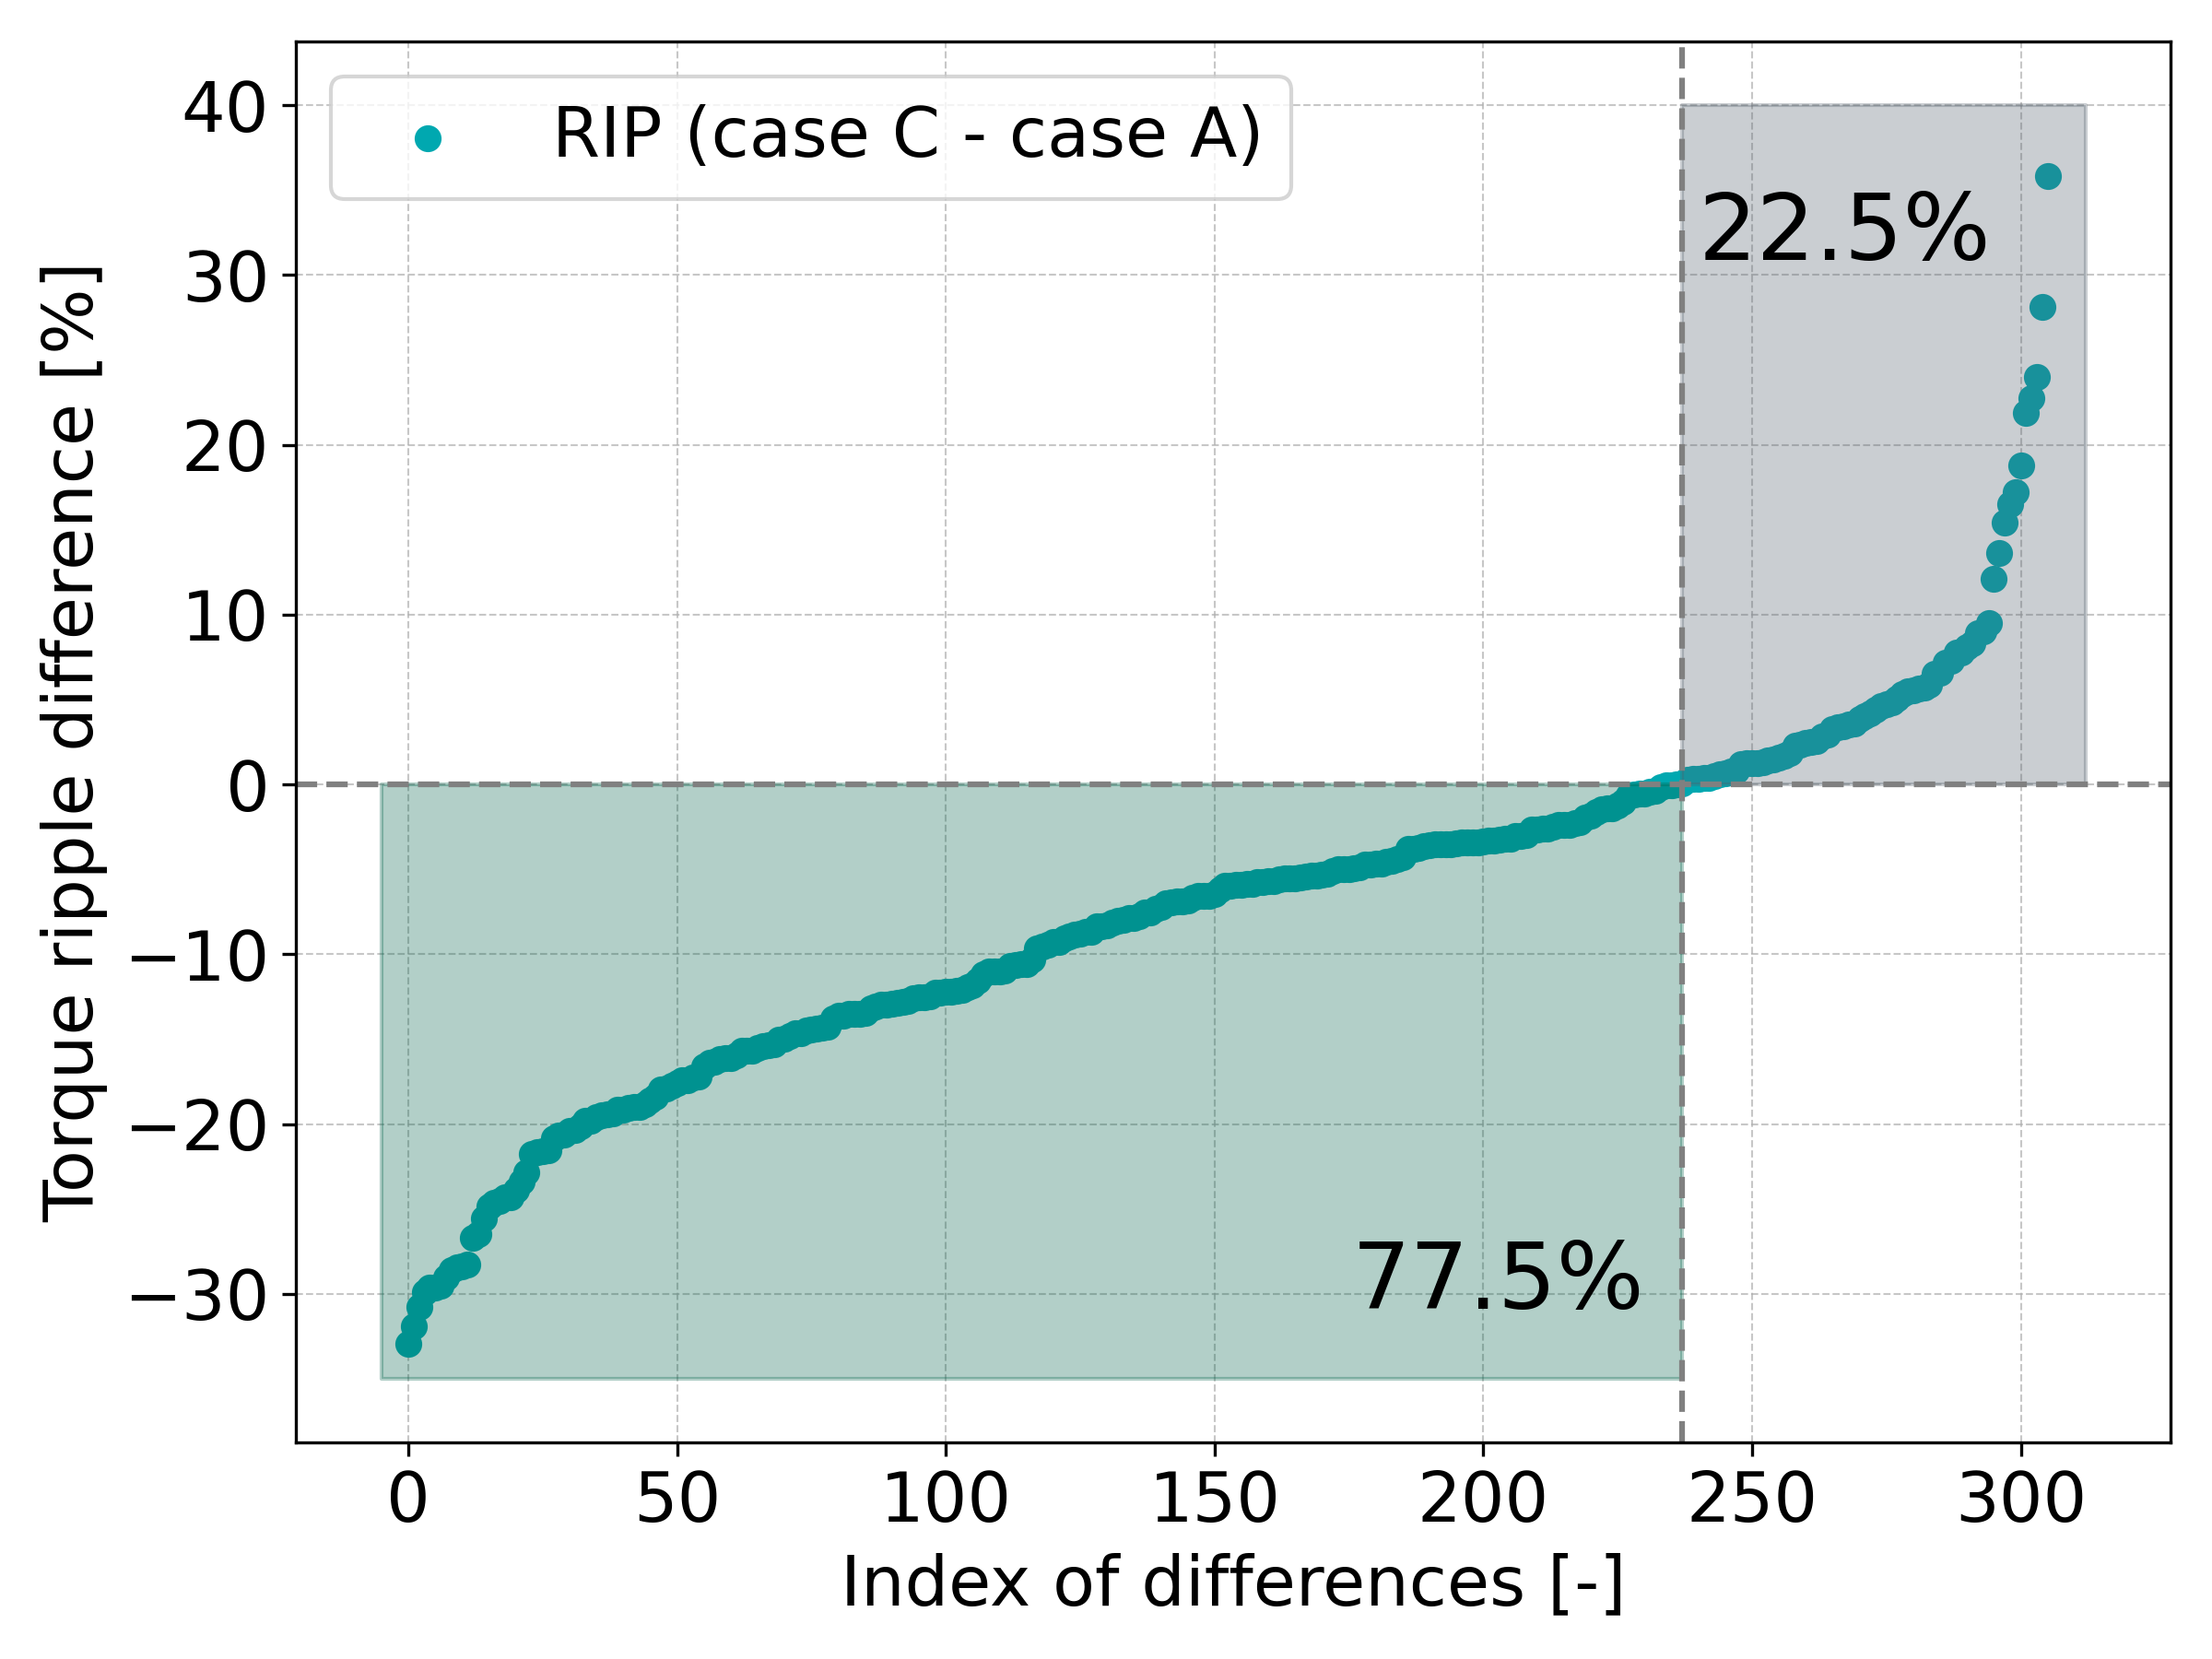 RIP (case C - case A)
22.5%
77.5%
40
30
20
10
0
−10
−20
−30
Torque ripple difference [%]
0 50 100 150 200 250 300
Index of differences [-]